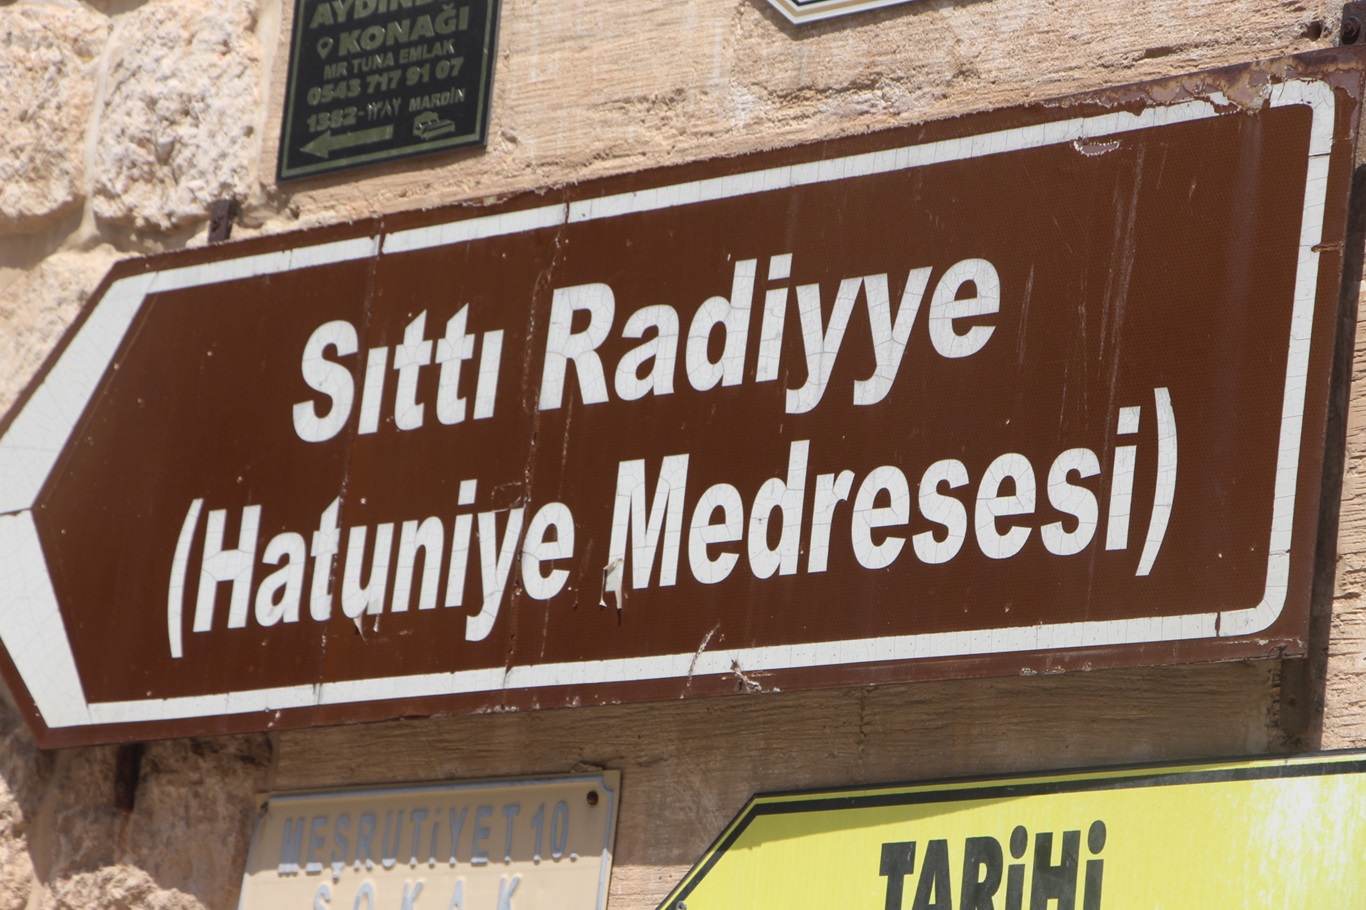 KONAĞI
MR TUNA EMLAK
0543 717 91 07
1382-١٣٨٢ MARDİN
Sıttı Radiyye
(Hatuniye Medresesi)
MEŞRUTİYET 10.
SOKAK
TARİHİ